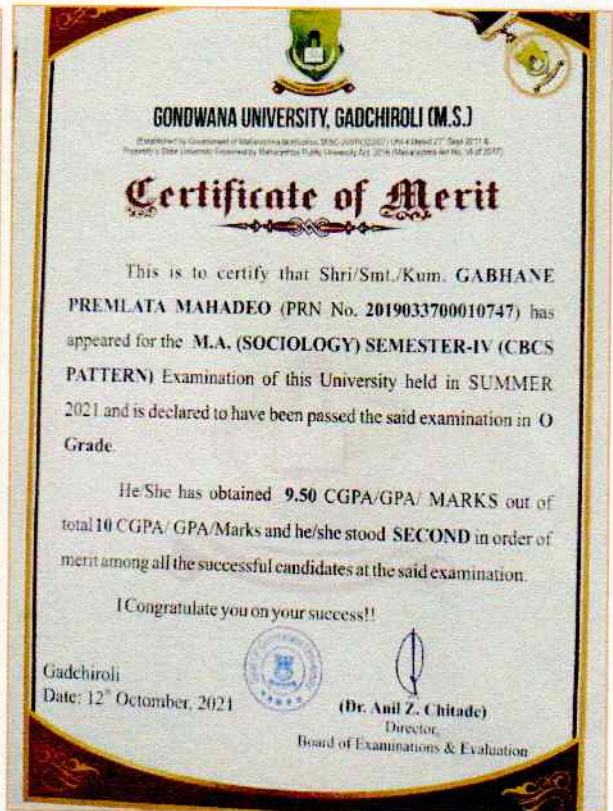 GONDWANA UNIVERSITY, GADCHIROLI (M.S.)
Certificate of Merit
This is to certify that Shri/Smt./Kum. GABHANE
PREMLATA MAHADEO (PRN No. 2019033700010747) has
appeared for the M.A. (SOCIOLOGY) SEMESTER-IV (CBCS
PATTERN) Examination of this University held in SUMMER
2021 and is declared to have been passed the said examination in O
Grade.
He/She has obtained 9.50 CGPA/GPA/ MARKS out of
total 10 CGPA/ GPA/Marks and he/she stood SECOND in order of
merit among all the successful candidates at the said examination.
I Congratulate you on your success!!
Gadchiroli
Date: 12" Octomber, 2021
(Dr. Anil Z. Chitade)
Director,
Board of Examinations & Evaluation